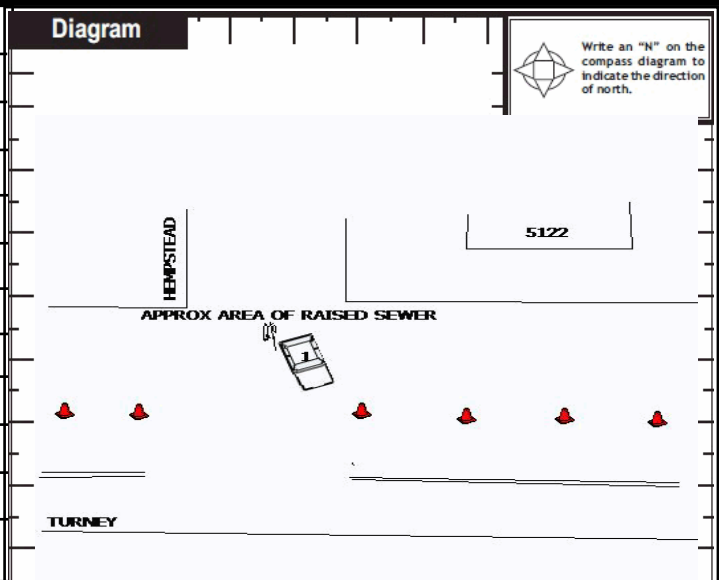 Diagram
Write an “N” on the
compass diagram to
indicate the direction
of north.
HEMPSTEAD
5122
APPROX AREA OF RAISED SEWER
1
TURNEY